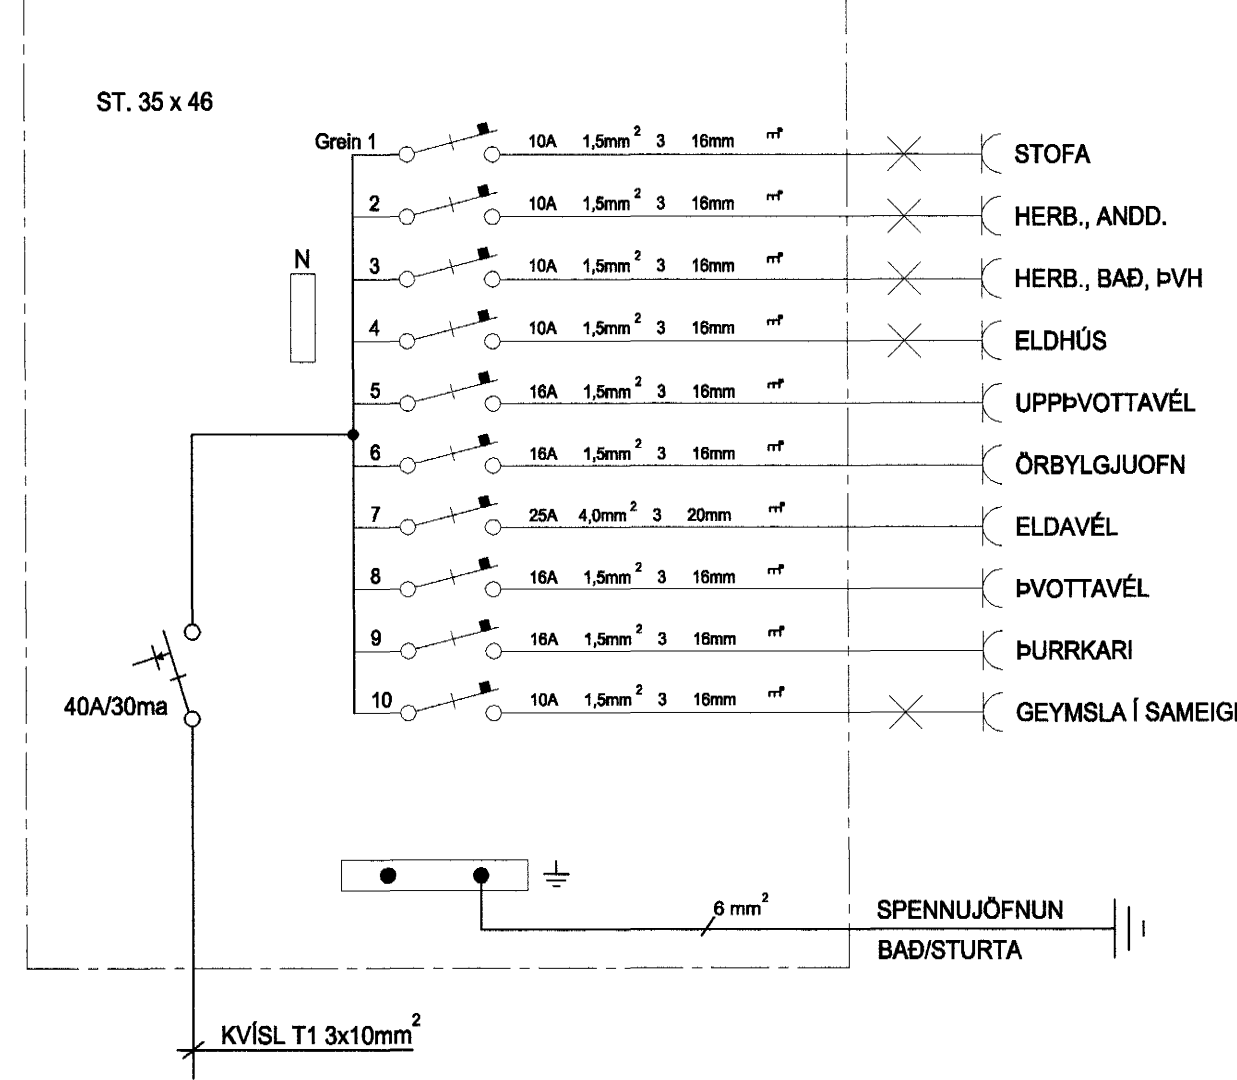 ST. 35 x 46
Grein 1 10A 1,5mm² 3 16mm STOFA
2 10A 1,5mm² 3 16mm HERB., ANDD.
N
3 10A 1,5mm² 3 16mm HERB., BAÐ, ÞVH
4 10A 1,5mm² 3 16mm ELDHÚS
5 16A 1,5mm² 3 16mm UPPÞVOTTAVÉL
6 16A 1,5mm² 3 16mm ÖRBYLGJUOFN
7 25A 4,0mm² 3 20mm ELDAVÉL
8 16A 1,5mm² 3 16mm ÞVOTTAVÉL
9 16A 1,5mm² 3 16mm ÞURRKARI
10 10A 1,5mm² 3 16mm GEYMSLA Í SAMEIGI
40A/30ma
6 mm²
SPENNUJÖFNUN
BAÐ/STURTA
KVÍSL T1 3x10mm²